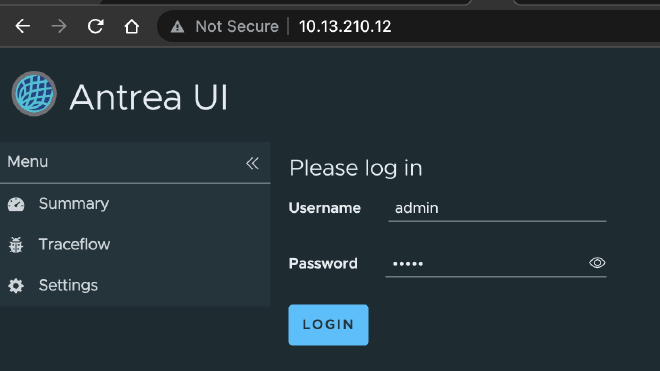 Not Secure | 10.13.210.12
Antrea UI
Menu
Summary
Traceflow
Settings
Please log in
Username admin
Password •••••
LOGIN